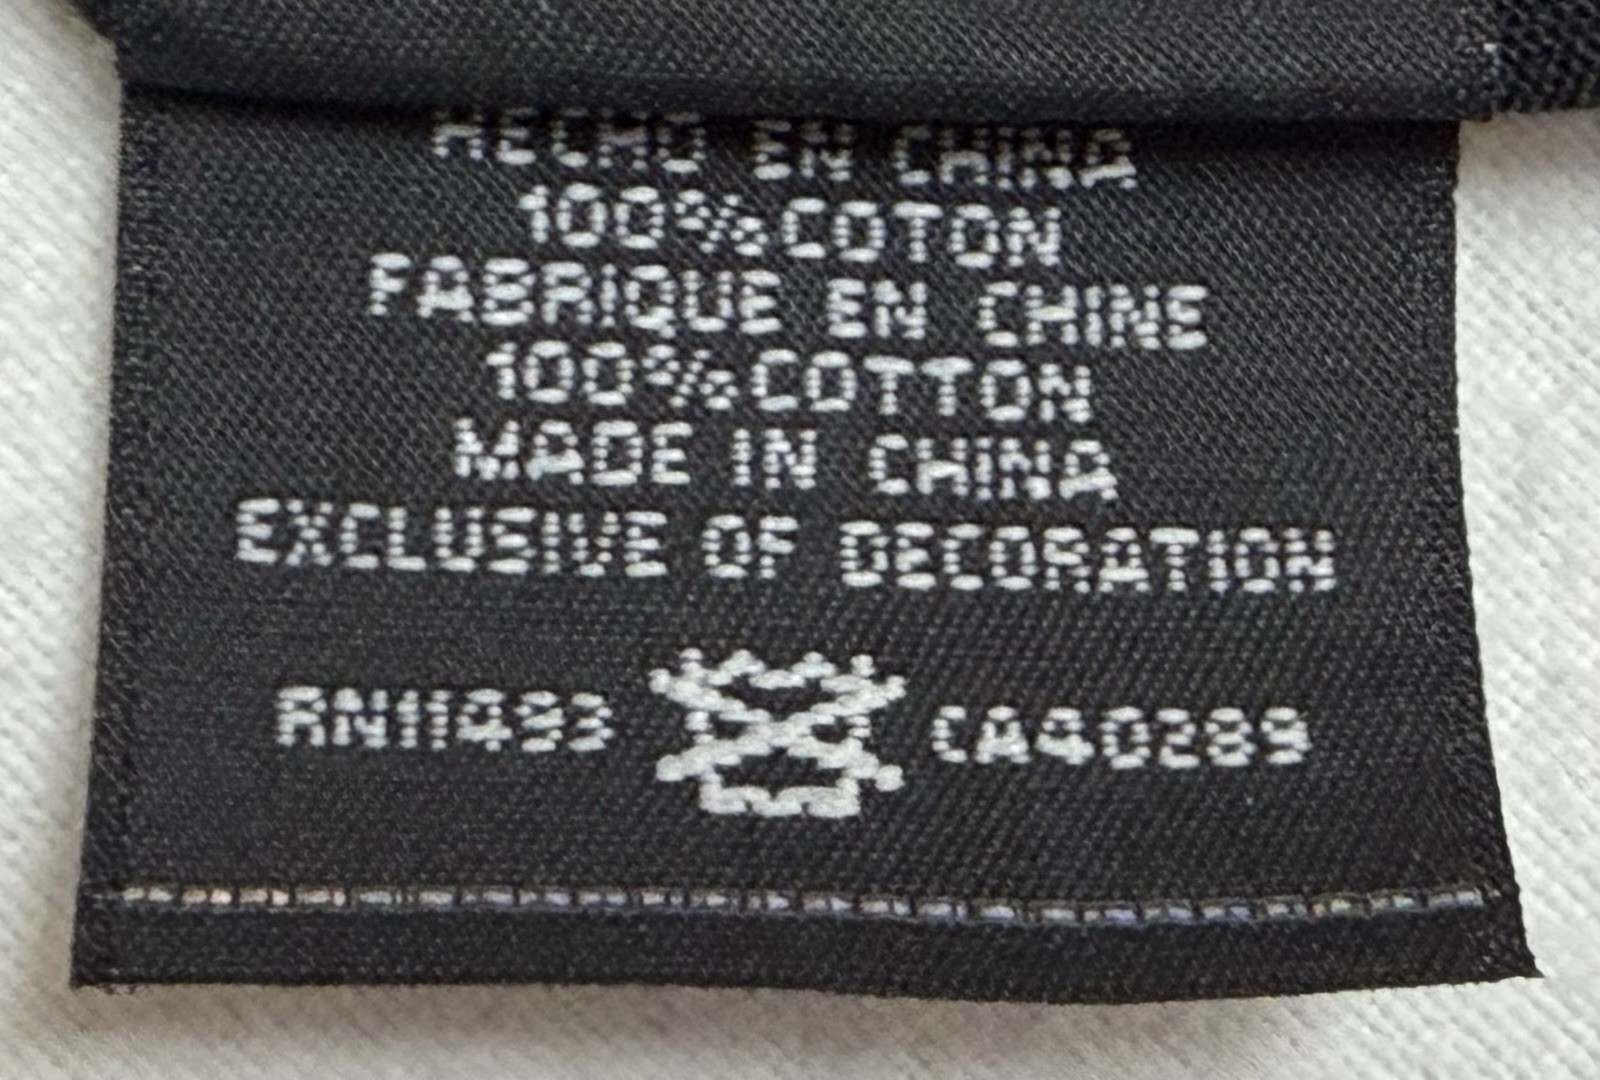 HECHO EN CHINA
100% COTON
FABRIQUE EN CHINE
100% COTTON
MADE IN CHINA
EXCLUSIVE OF DECORATION
RN11493 CA40289